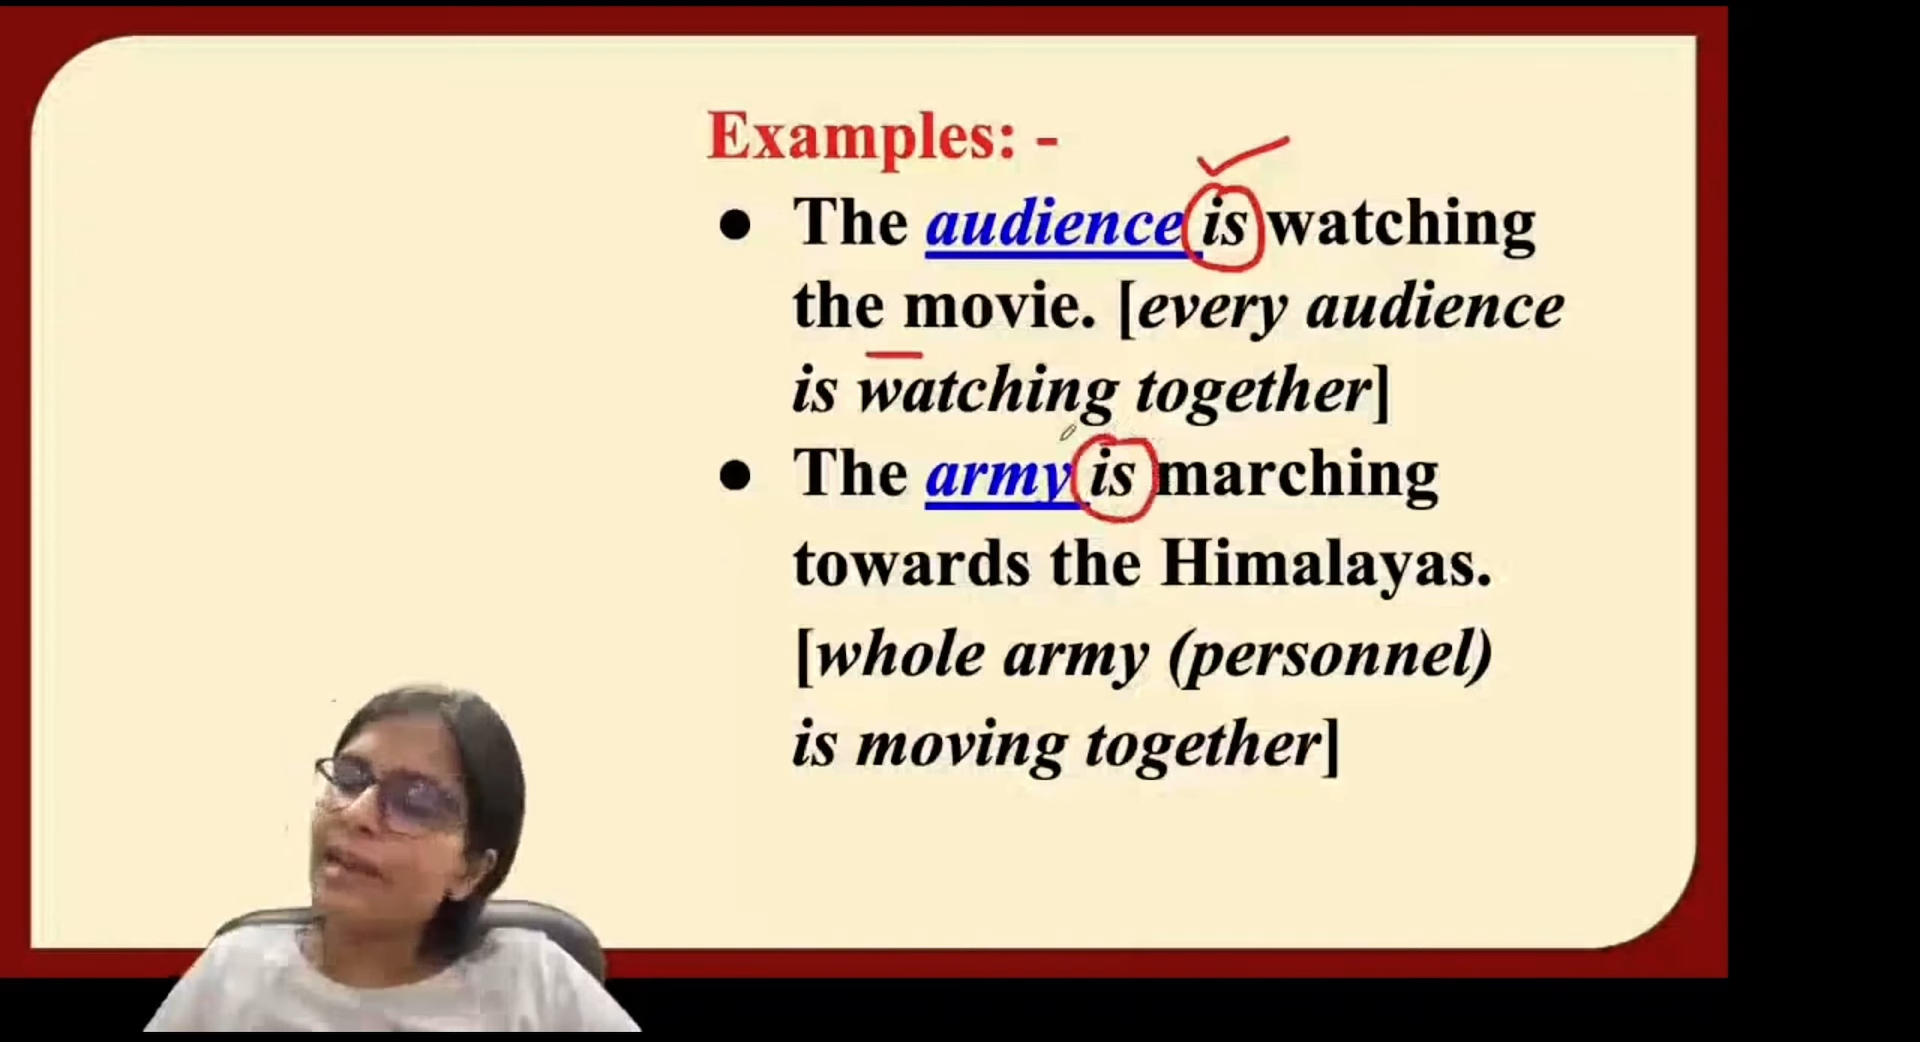 Examples: -
● The audience is watching
the movie. [every audience
is watching together]
● The army is marching
towards the Himalayas.
[whole army (personnel)
is moving together]